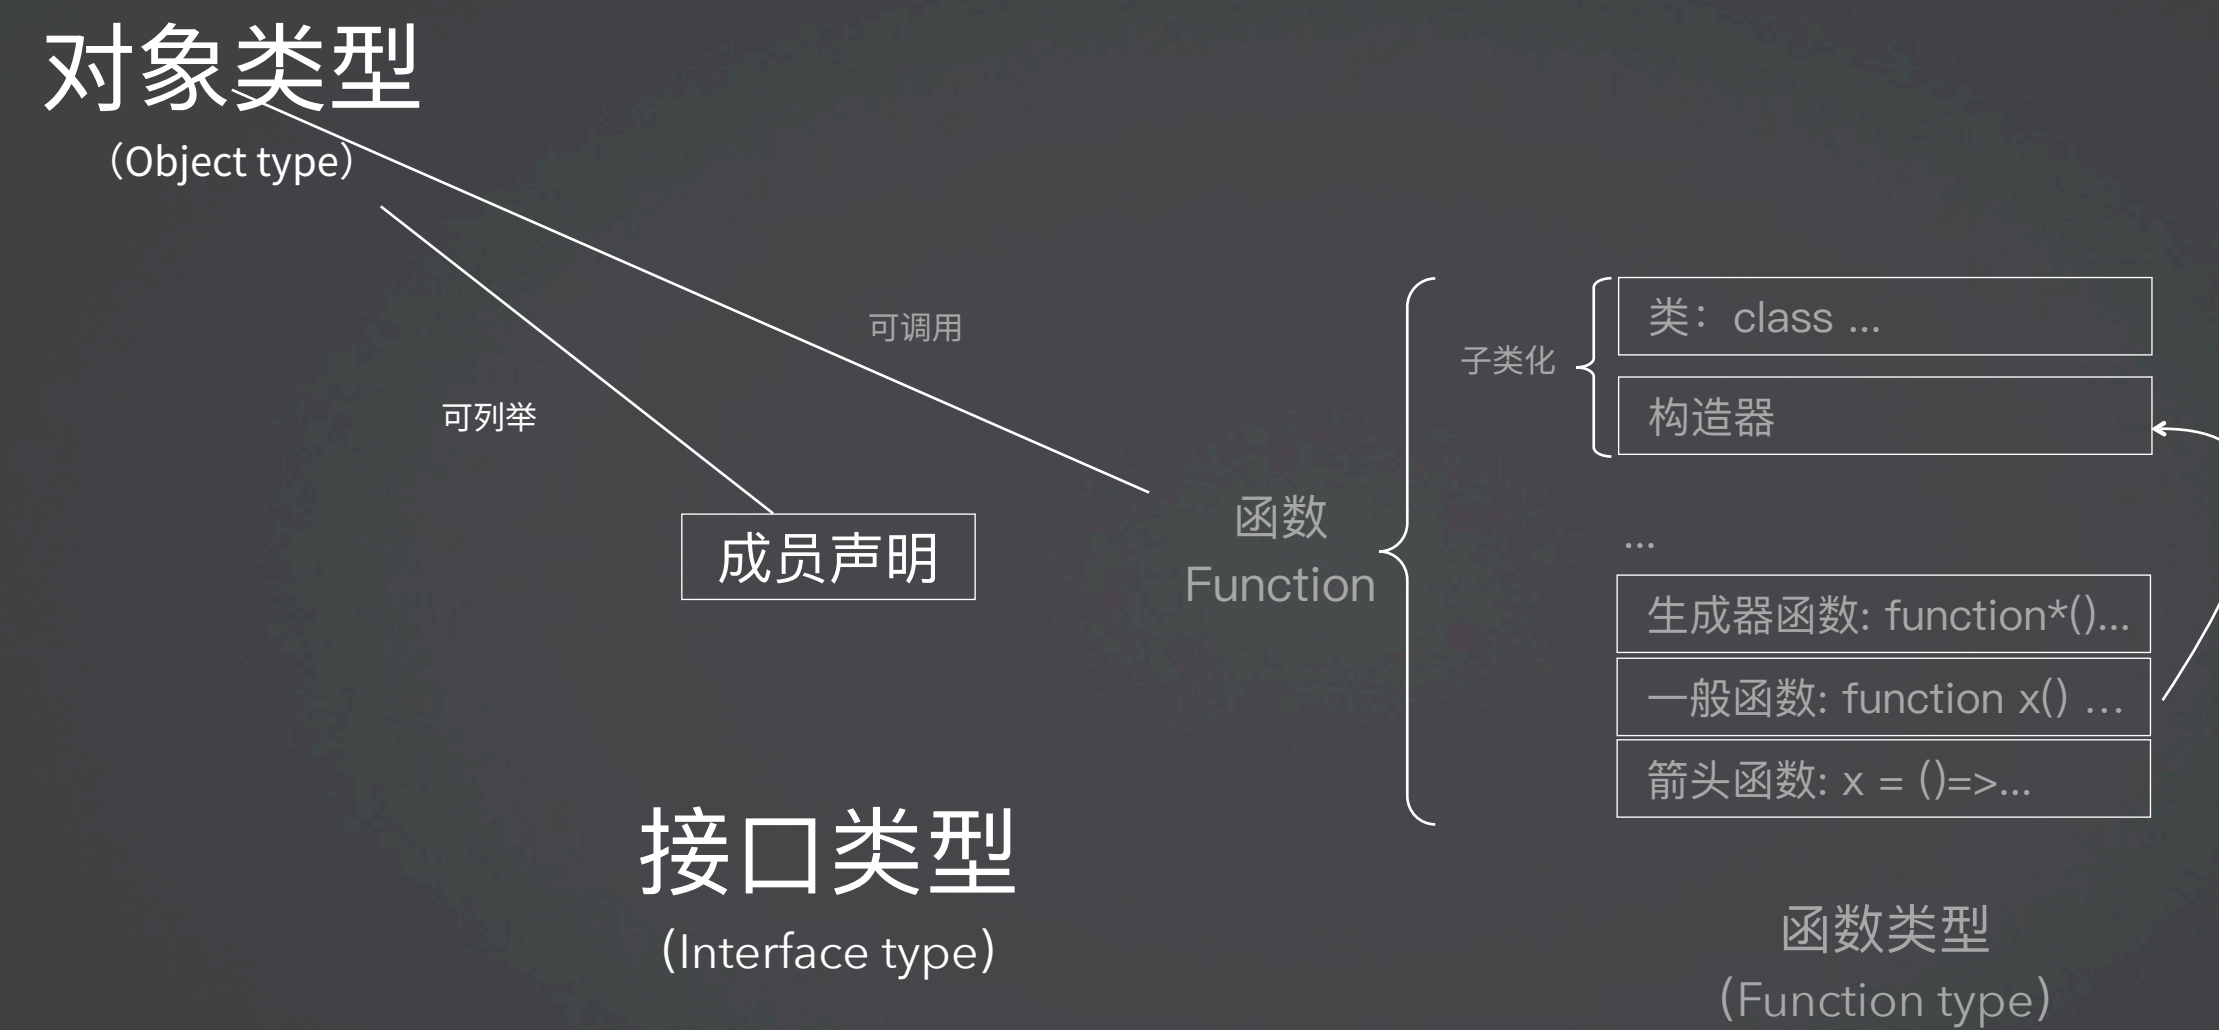 对象类型
（Object type）
可调用
可列举
成员声明
接口类型
（Interface type）
函数
Function
子类化
类：class ...
构造器
...
生成器函数: function*()...
一般函数: function x() ...
箭头函数: x = ()=>...
函数类型
（Function type）